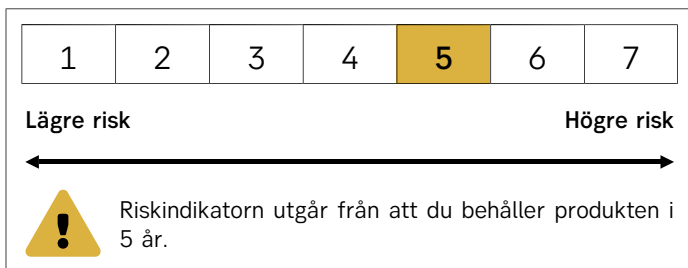 1 2 3 4 5 6 7
Lägre risk Högre risk
Riskindikatorn utgår från att du behåller produkten i
5 år.